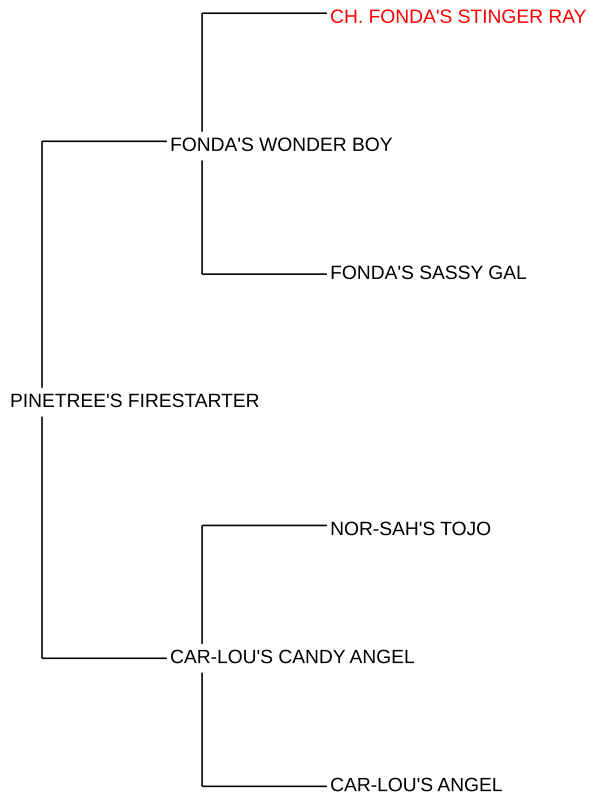 CH. FONDA'S STINGER RAY
FONDA'S WONDER BOY
FONDA'S SASSY GAL
PINETREE'S FIRESTARTER
NOR-SAH'S TOJO
CAR-LOU'S CANDY ANGEL
CAR-LOU'S ANGEL